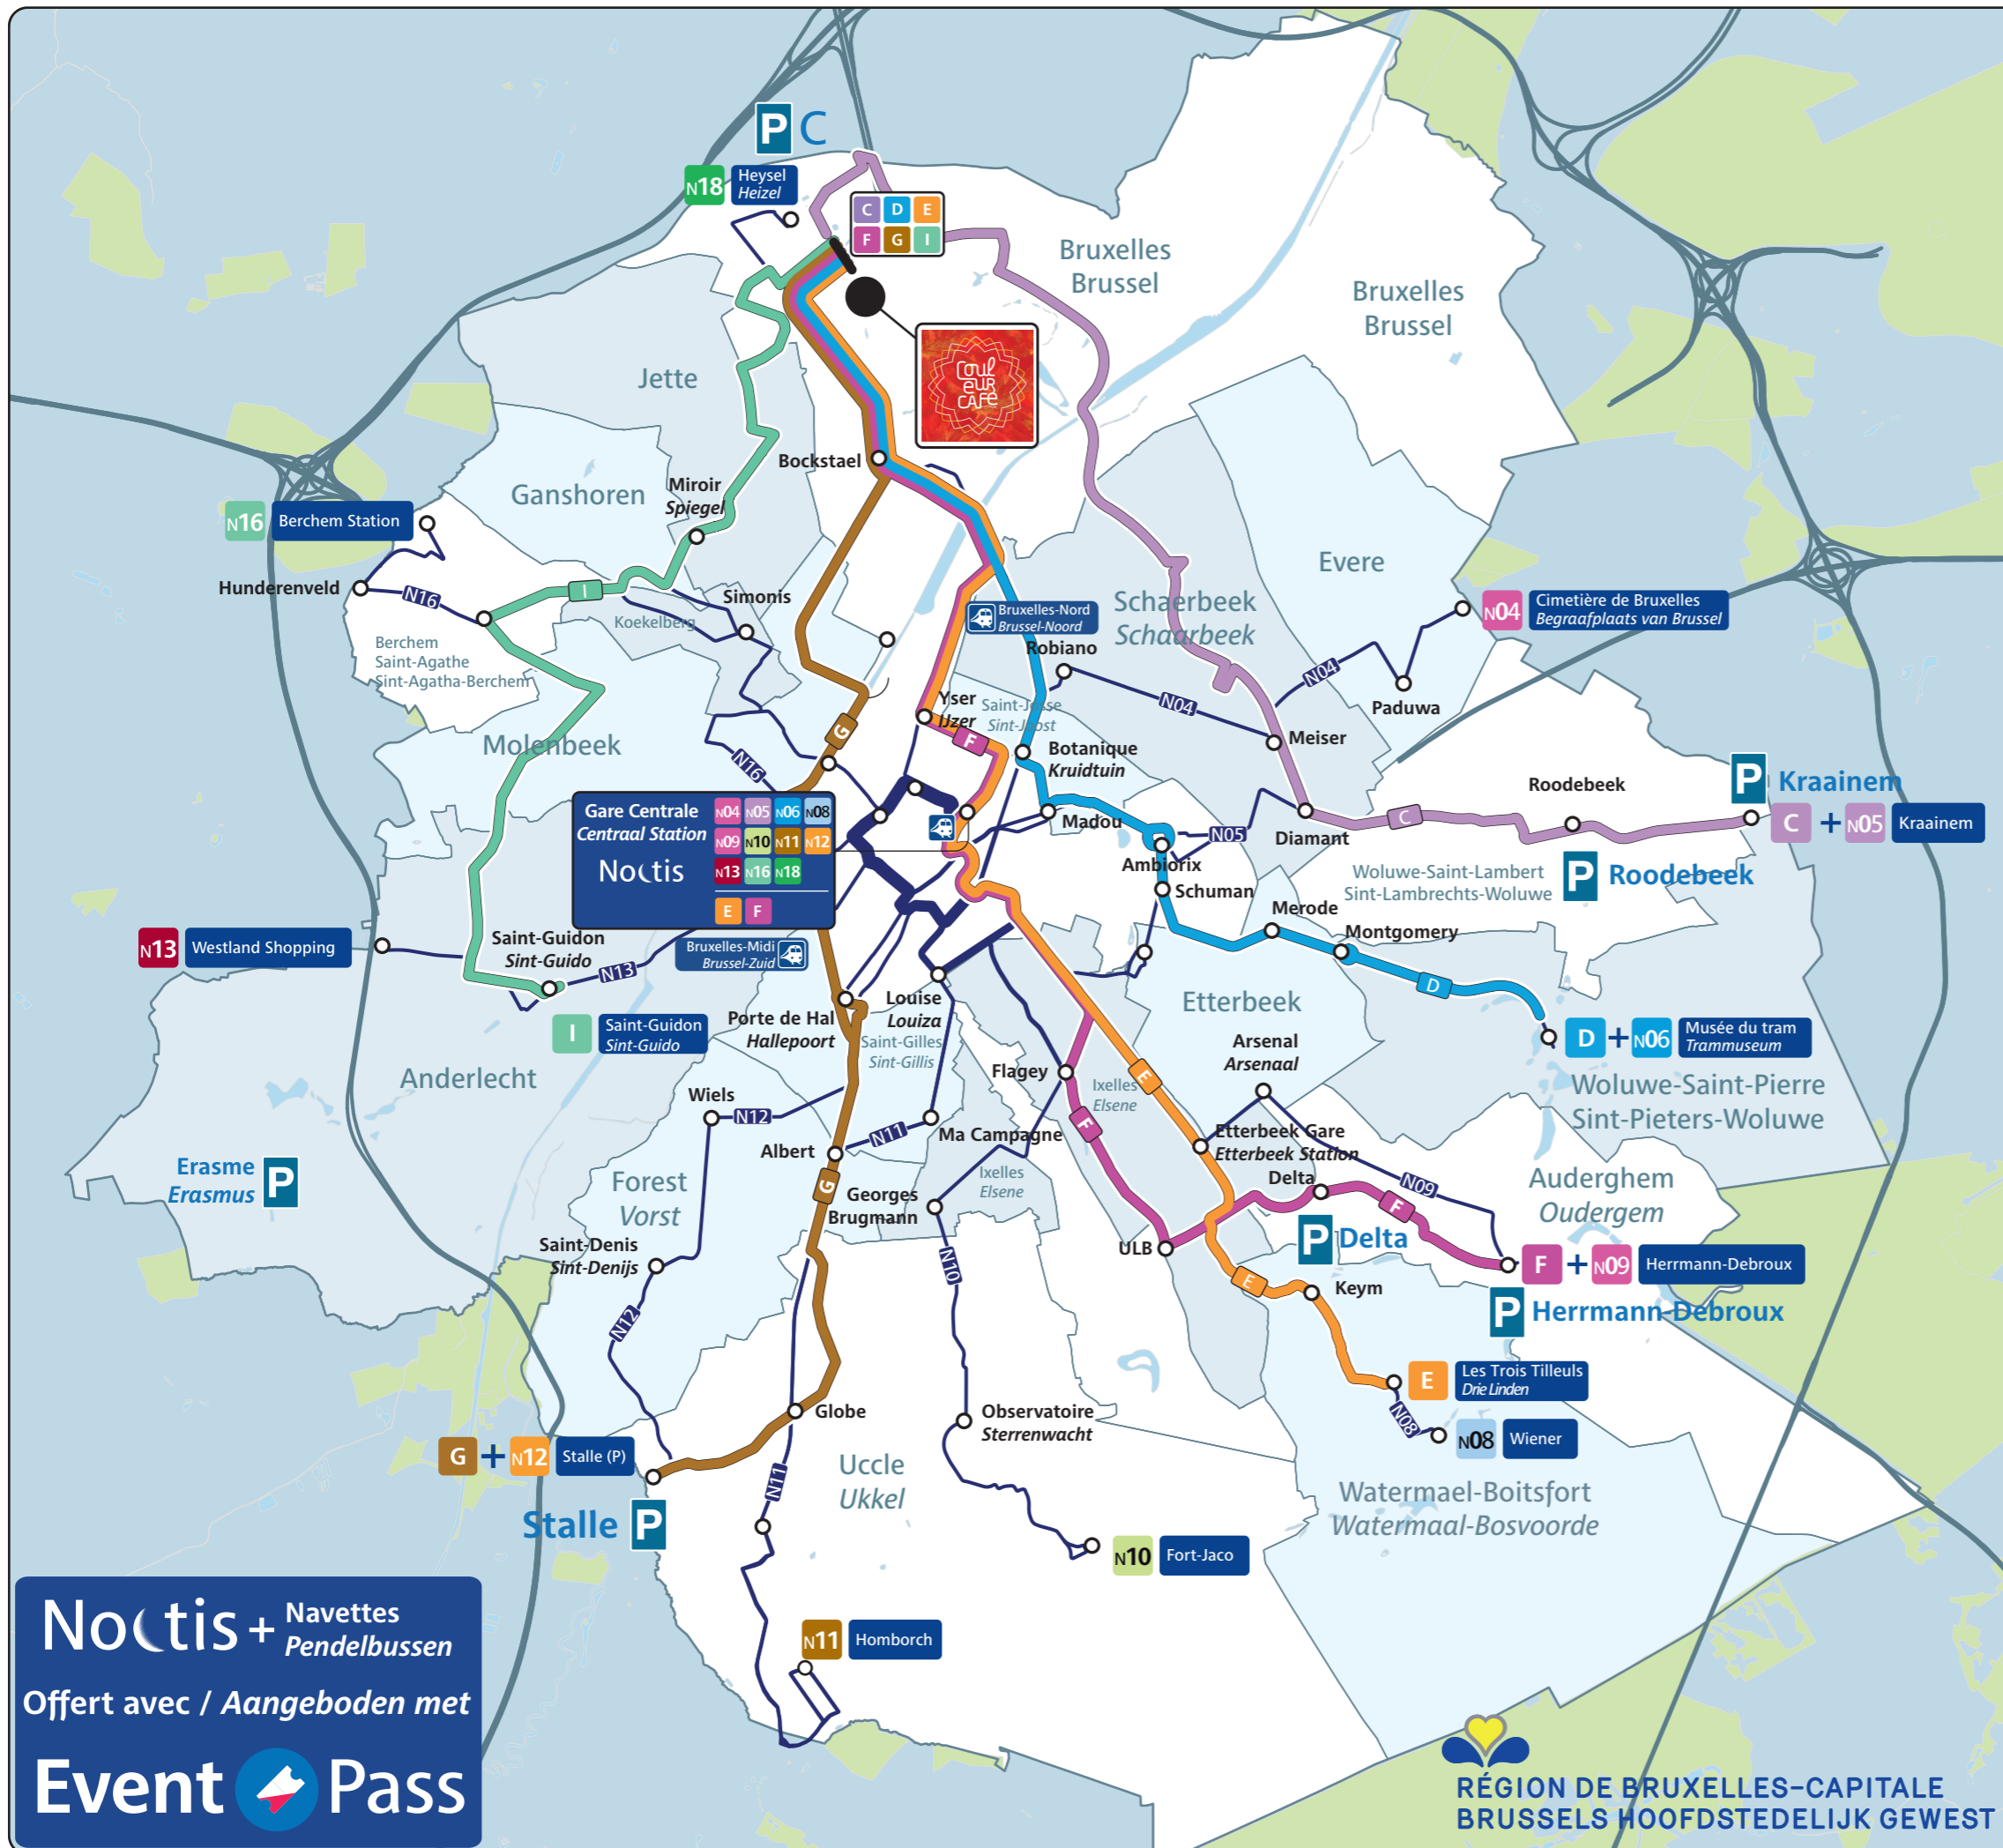 P C
N18 Heysel
Heizel
C D E
F G I
Bruxelles
Brussel
Bruxelles
Brussel
Coul
eur
café
Jette
Bockstael
Miroir
Spiegel
Ganshoren
N16 Berchem Station
Evere
Hunderenveld
N16
I
Simonis
Koekelberg
Bruxelles-Nord
Brussel-Noord
Schaerbeek
Schaarbeek
N04 Cimetière de Bruxelles
Begraafplaats van Brussel
Berchem
Saint-Agathe
Sint-Agatha-Berchem
Robiano
N04
N04
Paduwa
Yser
IJzer
Saint-Josse
Sint-Joost
F
G
Molenbeek
N16
Botanique
Kruidtuin
Meiser
Roodebeek
P Kraainem
C + N05 Kraainem
Gare Centrale
Centraal Station
Noctis
N04 N05 N06 N08
N09 N10 N11 N12
N13 N16 N18
E F
Madou
N05
Diamant
C
Ambiorix
Schuman
Woluwe-Saint-Lambert
Sint-Lambrechts-Woluwe
P Roodebeek
Merode
Montgomery
N13 Westland Shopping
Saint-Guidon
Sint-Guido
N13
Bruxelles-Midi
Brussel-Zuid
D
Louise
Louiza
Etterbeek
I Saint-Guidon
Sint-Guido
Porte de Hal
Hallepoort
Saint-Gilles
Sint-Gillis
Arsenal
Arsenaal
D + N06 Musée du tram
Trammuseum
Anderlecht
Flagey
Ixelles
Elsene
E
F
Woluwe-Saint-Pierre
Sint-Pieters-Woluwe
Wiels
N12
N11
Ma Campagne
Albert
Etterbeek Gare
Etterbeek Station
Erasme
Erasmus P
Forest
Vorst
G
Georges
Brugmann
Ixelles
Elsene
Delta
N09
F
Auderghem
Oudergem
Saint-Denis
Sint-Denijs
N10
ULB
P Delta
F + N09 Herrmann-Debroux
E
Keym
P Herrmann-Debroux
N12
E Les Trois Tilleuls
Drie Linden
N08
N08 Wiener
Globe
Observatoire
Sterrenwacht
G + N12 Stalle (P)
N11
Uccle
Ukkel
Watermael-Boitsfort
Watermaal-Bosvoorde
Stalle P
N10 Fort-Jaco
N11 Homborch
Noctis + Navettes
Pendelbussen
Offert avec / Aangeboden met
Event Pass
RÉGION DE BRUXELLES-CAPITALE
BRUSSELS HOOFDSTEDELIJK GEWEST